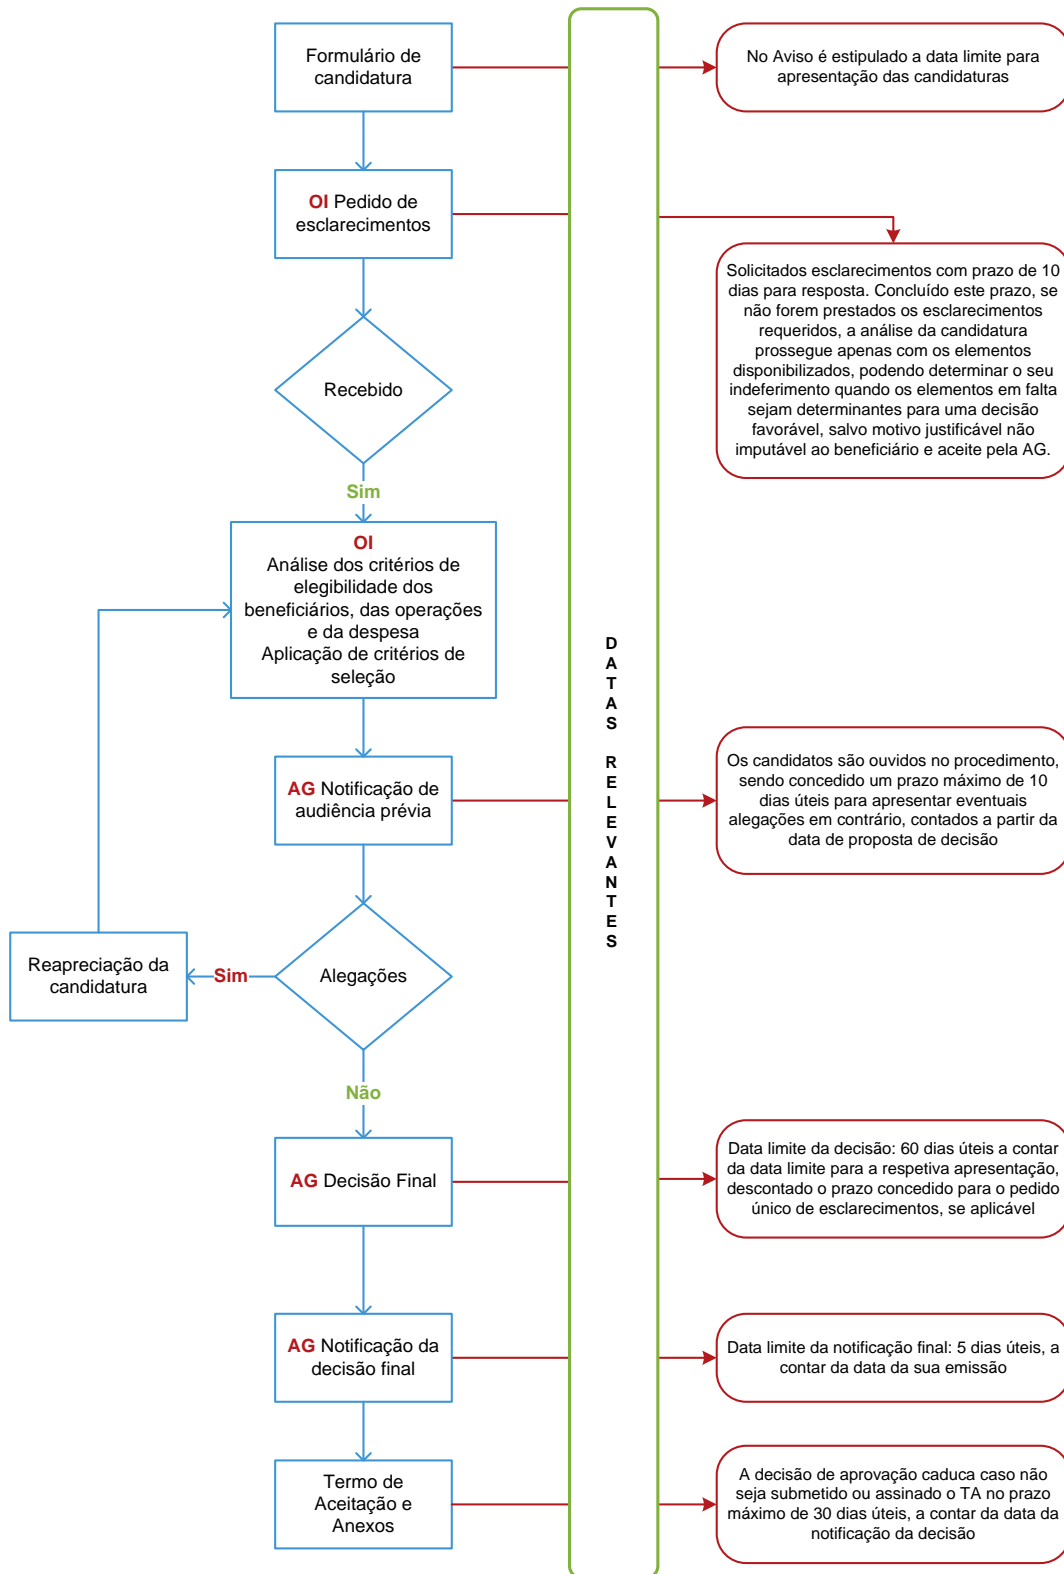 Formulário de
candidatura
No Aviso é estipulado a data limite para
apresentação das candidaturas
OI Pedido de
esclarecimentos
Solicitados esclarecimentos com prazo de 10
dias para resposta. Concluído este prazo, se
não forem prestados os esclarecimentos
requeridos, a análise da candidatura
prossegue apenas com os elementos
disponibilizados, podendo determinar o seu
indeferimento quando os elementos em falta
sejam determinantes para uma decisão
favorável, salvo motivo justificável não
imputável ao beneficiário e aceite pela AG.
Recebido
Sim
OI
Análise dos critérios de
elegibilidade dos
beneficiários, das operações
e da despesa
Aplicação de critérios de
seleção
D
A
T
A
S
R
E
L
E
V
A
N
T
E
S
AG Notificação de
audiência prévia
Os candidatos são ouvidos no procedimento,
sendo concedido um prazo máximo de 10
dias úteis para apresentar eventuais
alegações em contrário, contados a partir da
data de proposta de decisão
Reapreciação da
candidatura
Sim
Alegações
Não
AG Decisão Final
Data limite da decisão: 60 dias úteis a contar
da data limite para a respetiva apresentação,
descontado o prazo concedido para o pedido
único de esclarecimentos, se aplicável
AG Notificação da
decisão final
Data limite da notificação final: 5 dias úteis, a
contar da data da sua emissão
Termo de
Aceitação e
Anexos
A decisão de aprovação caduca caso não
seja submetido ou assinado o TA no prazo
máximo de 30 dias úteis, a contar da data da
notificação da decisão